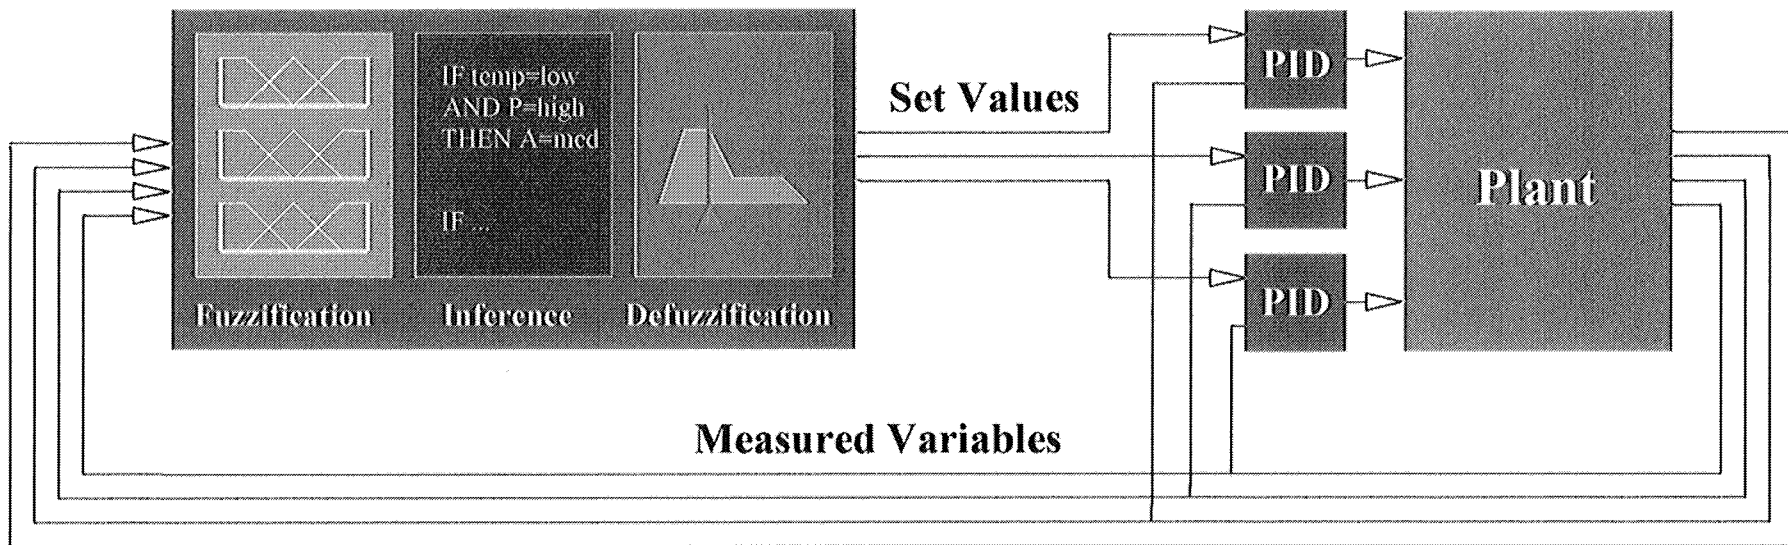 IF temp=low
AND P=high
THEN A=med
IF ...
Fuzzification
Inference
Defuzzification
Set Values
PID
PID
PID
Plant
Measured Variables